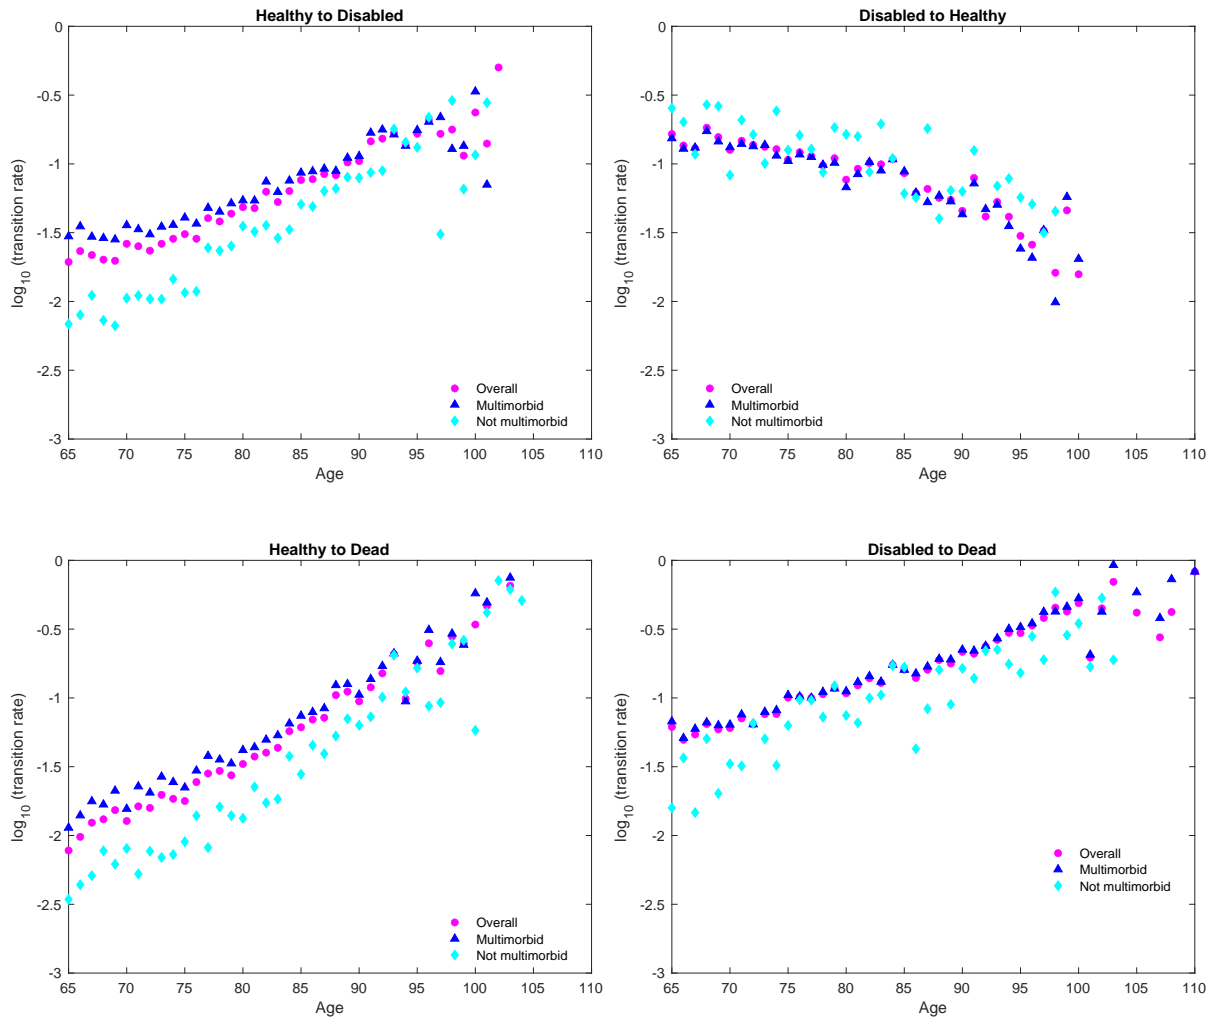 Healthy to Disabled
0
-0.5
-1
-1.5
-2
-2.5
-3
log10 (transition rate)
65 70 75 80 85 90 95 100 105 110
Age
Overall
Multimorbid
Not multimorbid
Disabled to Healthy
0
-0.5
-1
-1.5
-2
-2.5
-3
log10 (transition rate)
65 70 75 80 85 90 95 100 105 110
Age
Overall
Multimorbid
Not multimorbid
Healthy to Dead
0
-0.5
-1
-1.5
-2
-2.5
-3
log10 (transition rate)
65 70 75 80 85 90 95 100 105 110
Age
Overall
Multimorbid
Not multimorbid
Disabled to Dead
0
-0.5
-1
-1.5
-2
-2.5
-3
log10 (transition rate)
65 70 75 80 85 90 95 100 105 110
Age
Overall
Multimorbid
Not multimorbid